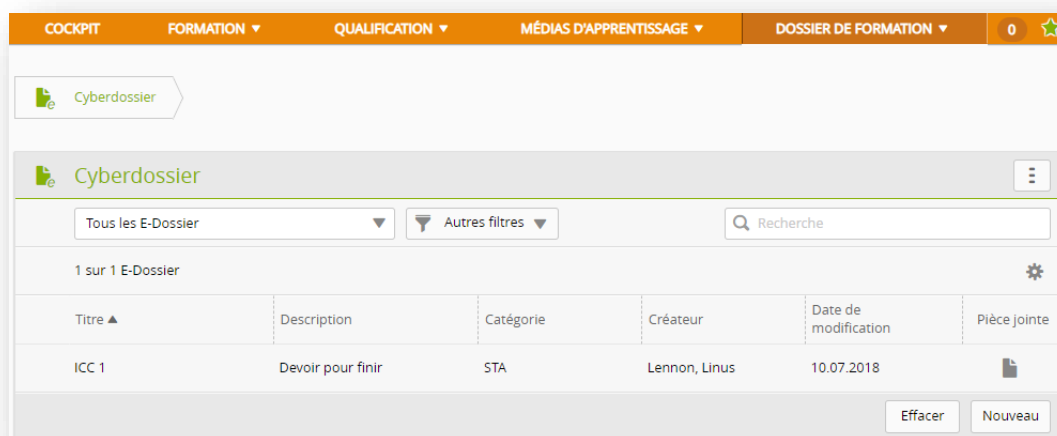 COCKPIT FORMATION ▼ QUALIFICATION ▼ MÉDIAS D'APPRENTISSAGE ▼ DOSSIER DE FORMATION ▼ 0
Cyberdossier
Cyberdossier
Tous les E-Dossier ▼ Autres filtres ▼ Recherche
1 sur 1 E-Dossier
Titre ▲ Description Catégorie Créateur Date de modification Pièce jointe
ICC 1 Devoir pour finir STA Lennon, Linus 10.07.2018
Effacer Nouveau